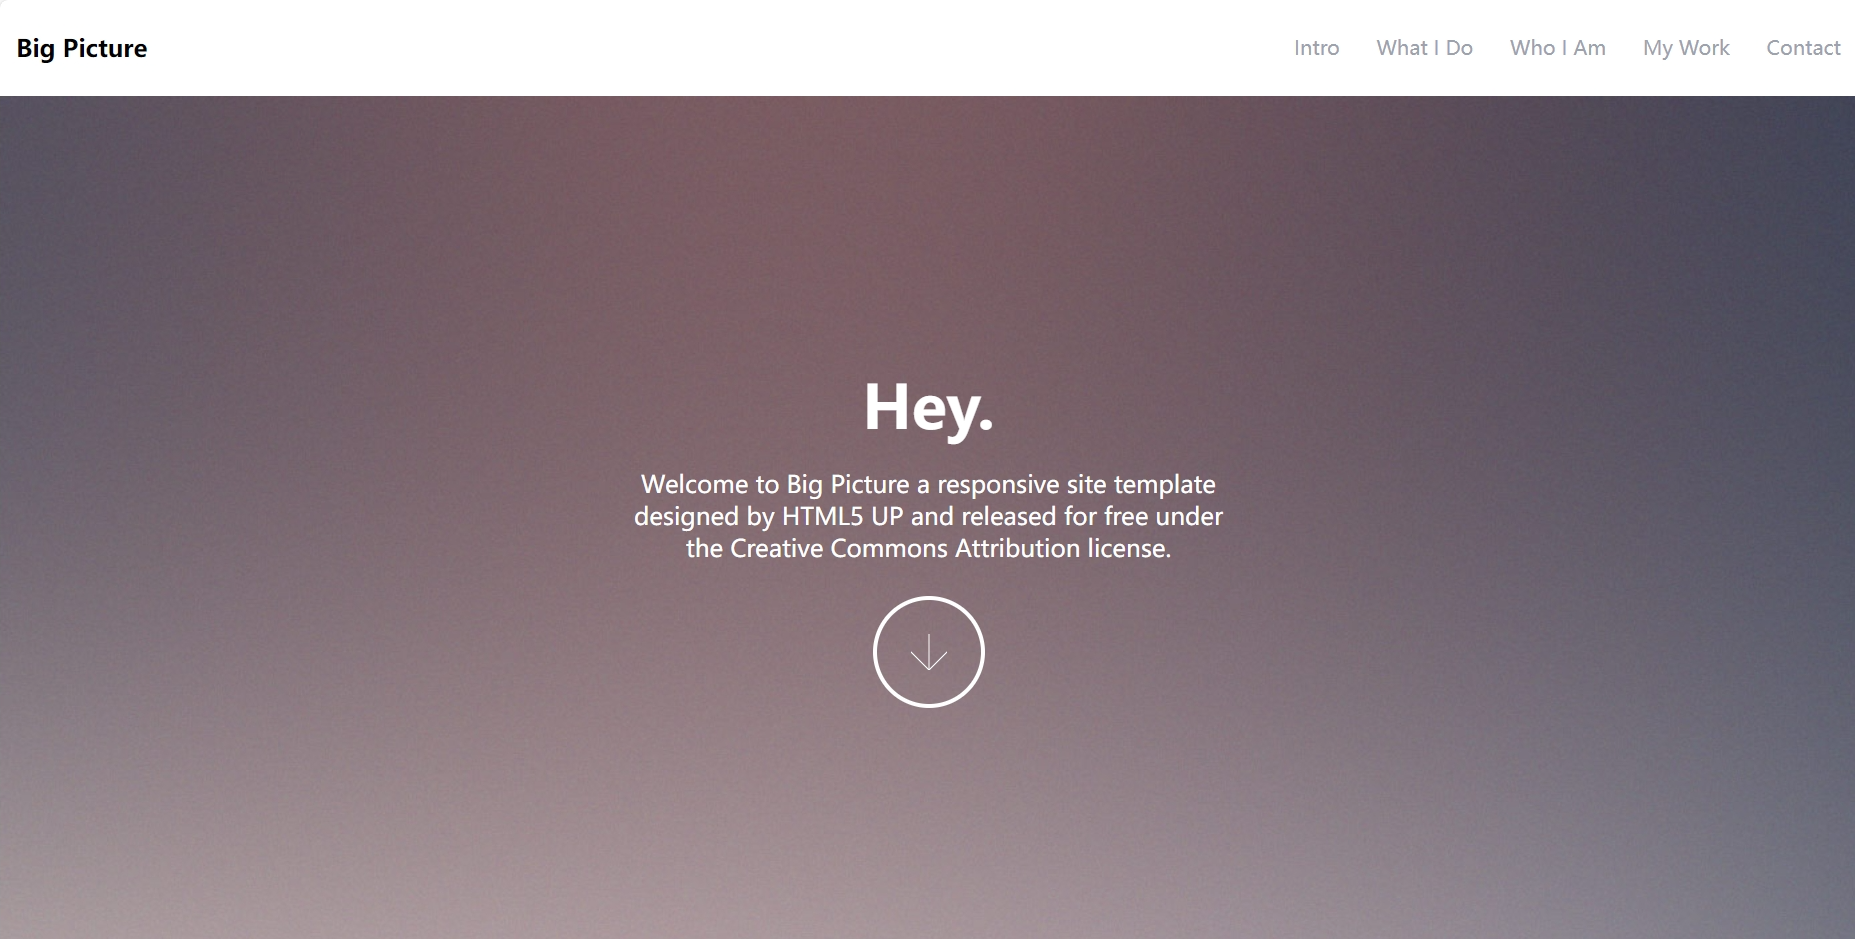 Big Picture
Intro What I Do Who I Am My Work Contact
Hey.
Welcome to Big Picture a responsive site template
designed by HTML5 UP and released for free under
the Creative Commons Attribution license.